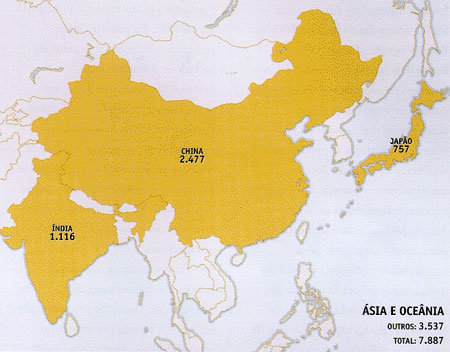 CHINA
2.477
JAPÃO
757
ÍNDIA
1.116
ÁSIA E OCEÂNIA
OUTROS: 3.537
TOTAL: 7.887